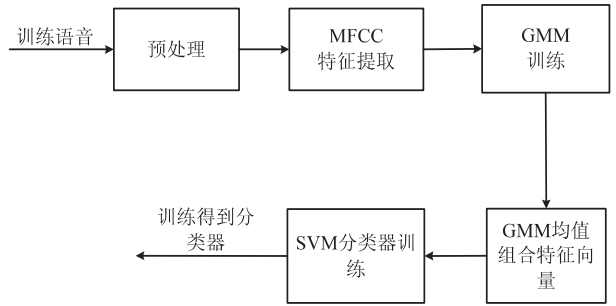 训练语音
预处理
MFCC
特征提取
GMM
训练
GMM均值
组合特征向
量
SVM分类器训
练
训练得到分
类器